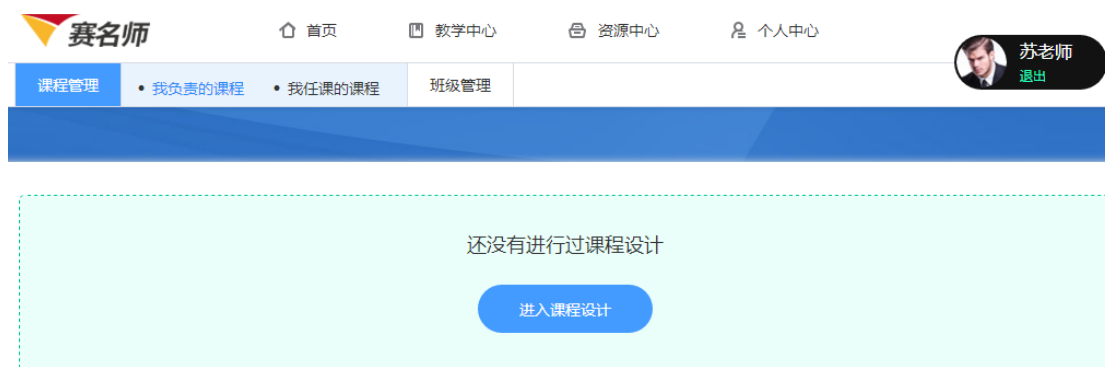 赛名师
首页 教学中心 资源中心 个人中心
苏老师
退出
课程管理 • 我负责的课程 • 我任课的课程 班级管理
还没有进行过课程设计
进入课程设计